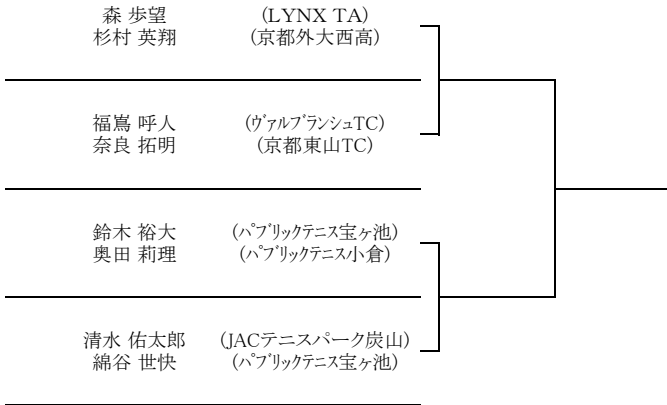 森 歩望 (LYNX TA)
杉村 英翔 (京都外大西高)
福嶌 呼人 (ヴァルブランシュTC)
奈良 拓明 (京都東山TC)
鈴木 裕大 (パブリックテニス宝ヶ池)
奥田 莉理 (パブリックテニス小倉)
清水 佑太郎 (JACテニスパーク炭山)
綿谷 世快 (パブリックテニス宝ヶ池)